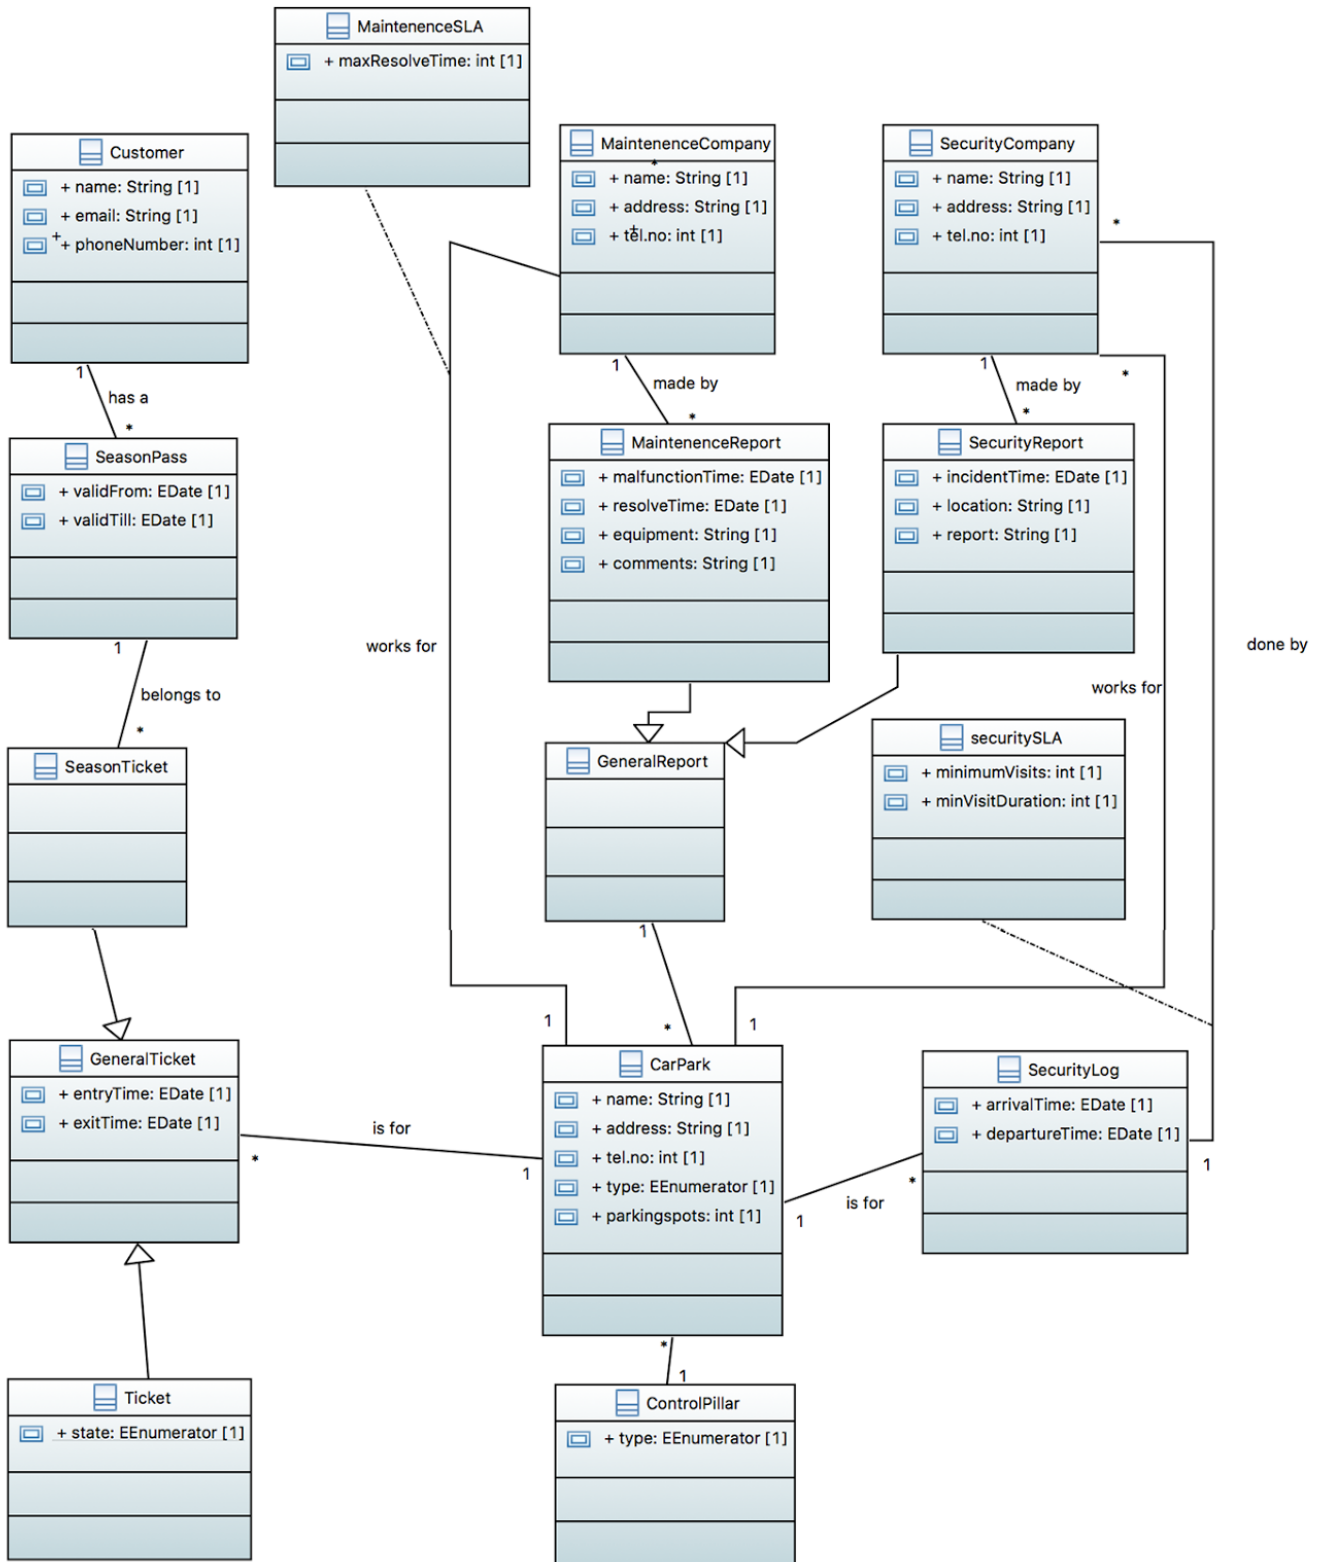 MaintenenceSLA
+ maxResolveTime: int [1]
Customer
+ name: String [1]
+ email: String [1]
+
+ phoneNumber: int [1]
MaintenenceCompany
*
+ name: String [1]
+ address: String [1]
+ tel.no: int [1]
+
SecurityCompany
+ name: String [1]
+ address: String [1]
+ tel.no: int [1]
*
1
has a
*
1
made by
*
1
made by
*
*
SeasonPass
+ validFrom: EDate [1]
+ validTill: EDate [1]
MaintenenceReport
+ malfunctionTime: EDate [1]
+ resolveTime: EDate [1]
+ equipment: String [1]
+ comments: String [1]
SecurityReport
+ incidentTime: EDate [1]
+ location: String [1]
+ report: String [1]
1
belongs to
*
works for
works for
done by
SeasonTicket
GeneralReport
securitySLA
+ minimumVisits: int [1]
+ minVisitDuration: int [1]
1
*
1
1
GeneralTicket
+ entryTime: EDate [1]
+ exitTime: EDate [1]
*
is for
1
CarPark
+ name: String [1]
+ address: String [1]
+ tel.no: int [1]
+ type: EEnumerator [1]
+ parkingspots: int [1]
SecurityLog
+ arrivalTime: EDate [1]
+ departureTime: EDate [1]
1
*
is for
1
*
1
Ticket
+ state: EEnumerator [1]
ControlPillar
+ type: EEnumerator [1]